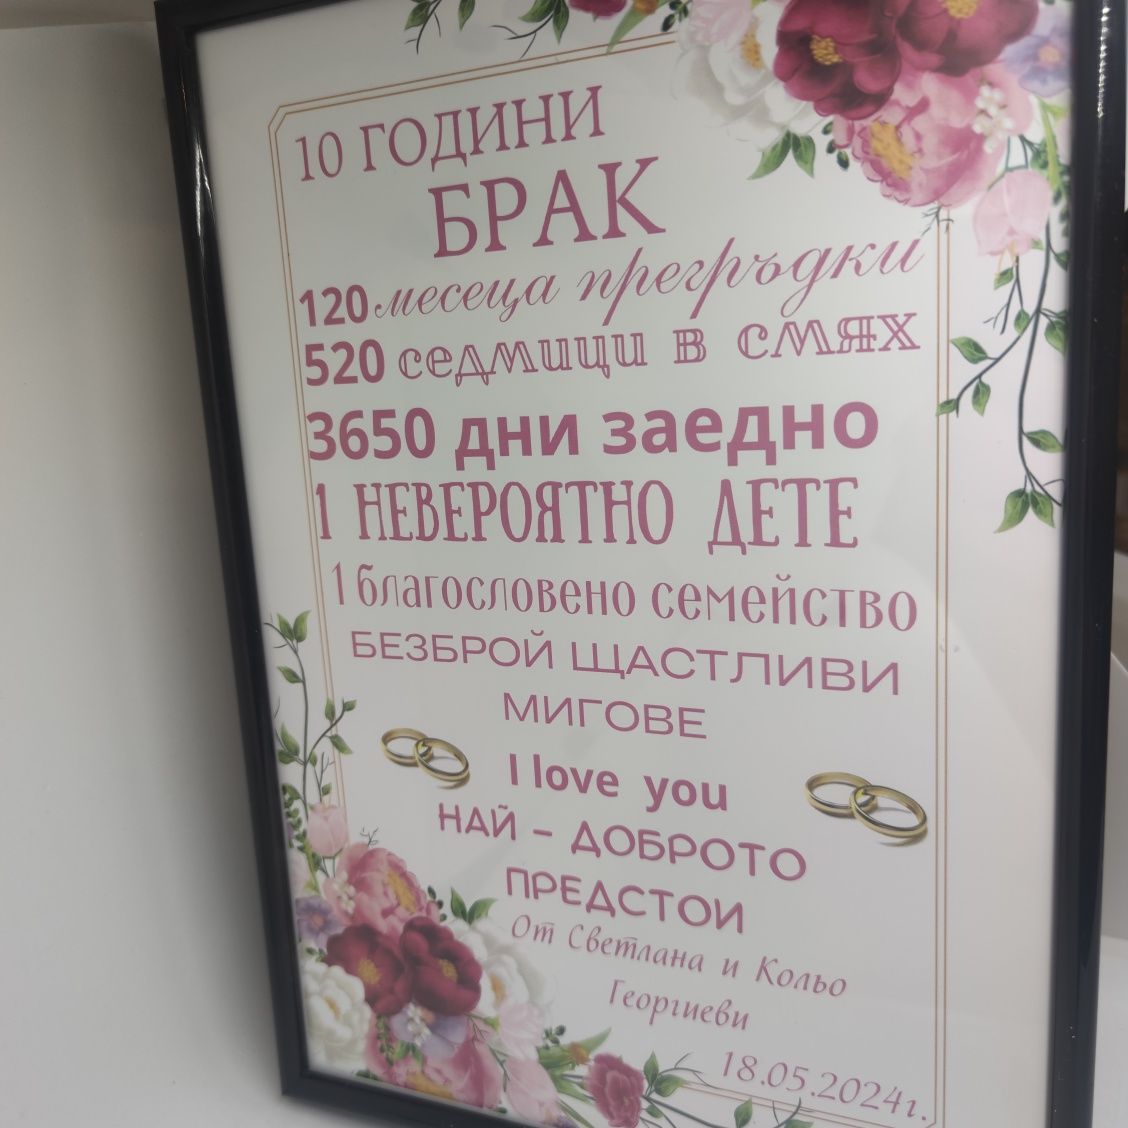 10 ГОДИНИ
БРАК
120 месеца прегръдки
520 седмици в смях
3650 дни заедно
1 НЕВЕРОЯТНО ДЕТЕ
1 благословено семейство
БЕЗБРОЙ ЩАСТЛИВИ
МИГОВЕ
I love you
НАЙ – ДОБРОТО
ПРЕДСТОИ
От Светлана и Кольо
Георгиеви
18.05.2024г.